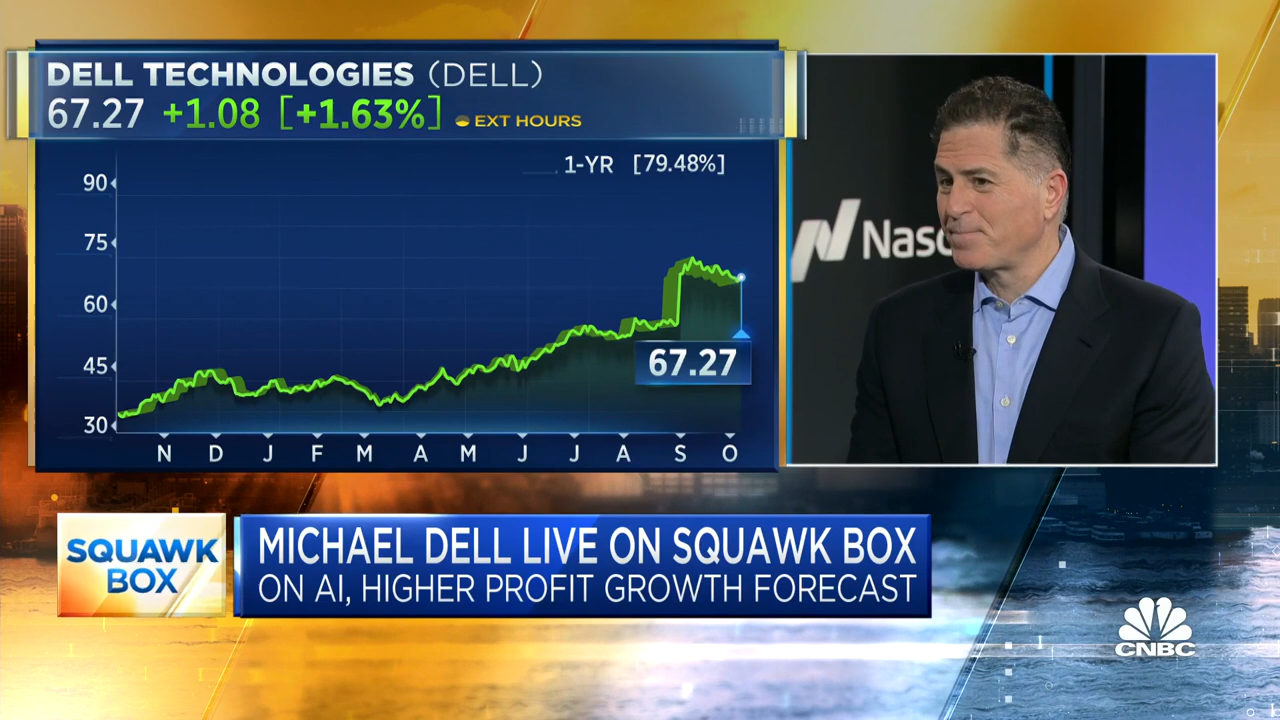 DELL TECHNOLOGIES (DELL)
67.27 +1.08 [+1.63%] EXT HOURS
1-YR [79.48%]
90
75
60
45
30
67.27
N D J F M A M J J A S O
Nasd
SQUAWK
BOX
MICHAEL DELL LIVE ON SQUAWK BOX
ON AI, HIGHER PROFIT GROWTH FORECAST
CNBC